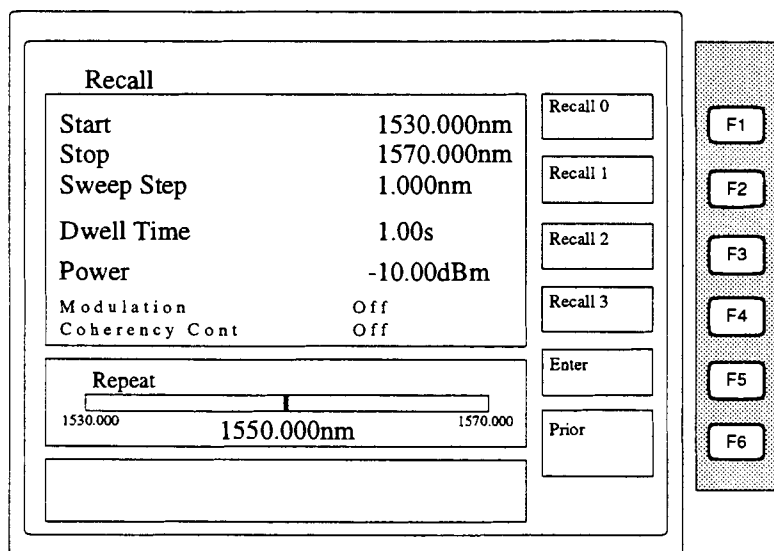 Recall
Start 1530.000nm
Stop 1570.000nm
Sweep Step 1.000nm
Dwell Time 1.00s
Power -10.00dBm
Modulation Off
Coherency Cont Off
Repeat
1530.000 1570.000
1550.000nm
Recall 0
Recall 1
Recall 2
Recall 3
Enter
Prior
F1
F2
F3
F4
F5
F6